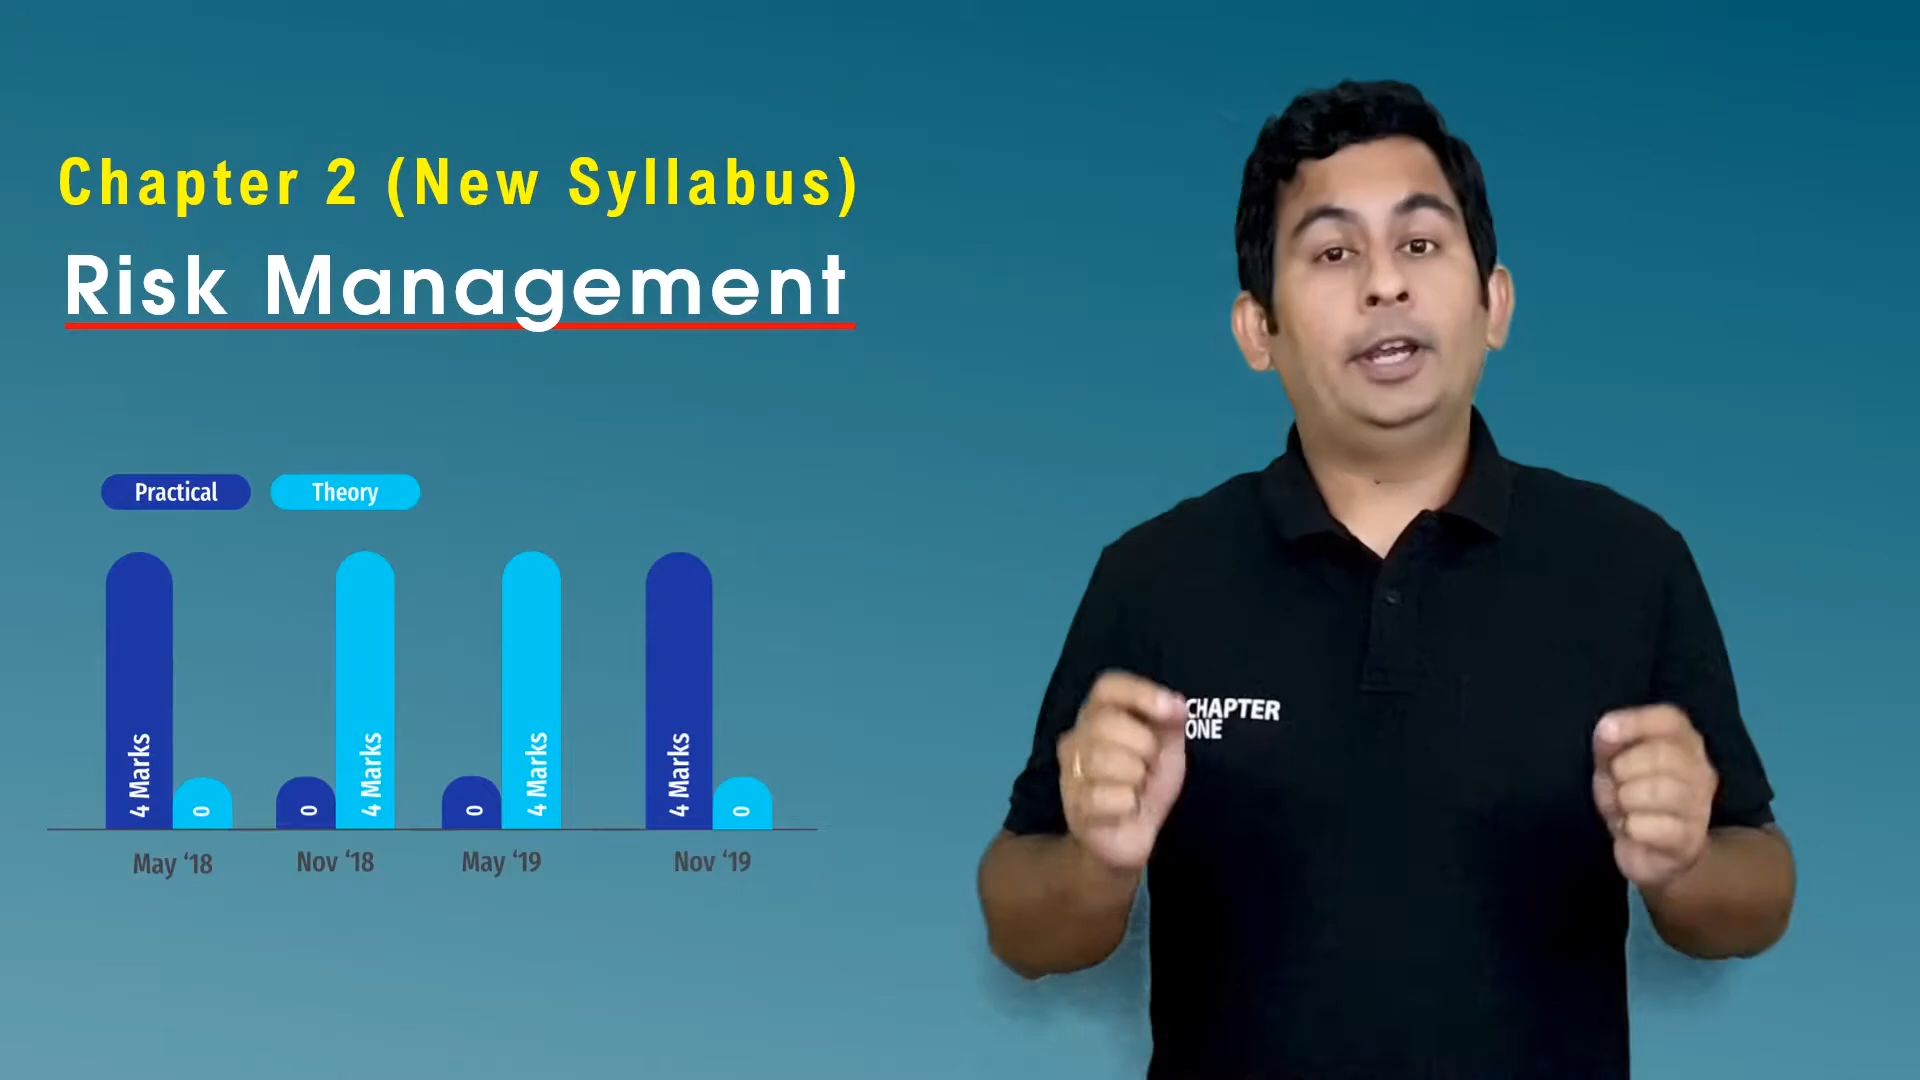 Chapter 2 (New Syllabus)
Risk Management
Practical
Theory
4 Marks
0
0
4 Marks
0
4 Marks
4 Marks
0
May ‘18
Nov ‘18
May ‘19
Nov ‘19
CHAPTER
ONE